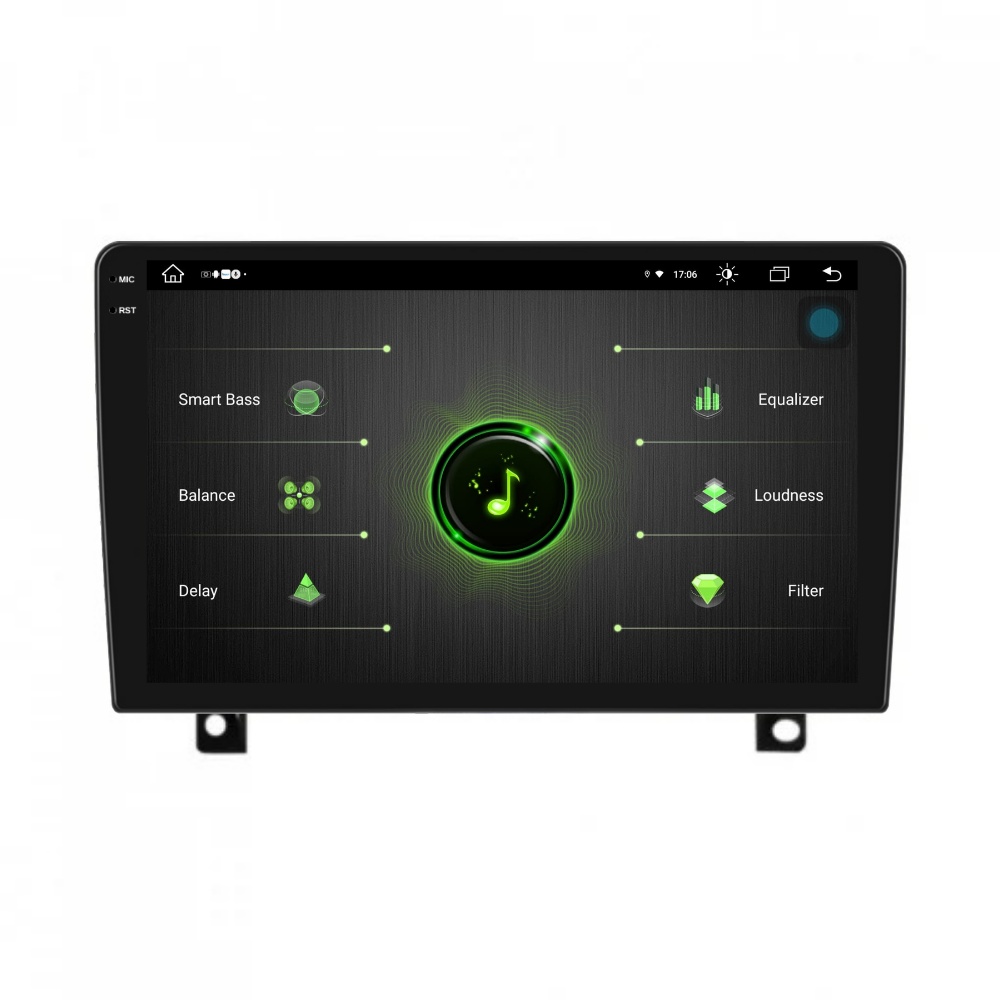 MIC
RST
17:06
Smart Bass
Equalizer
Balance
Loudness
Delay
Filter